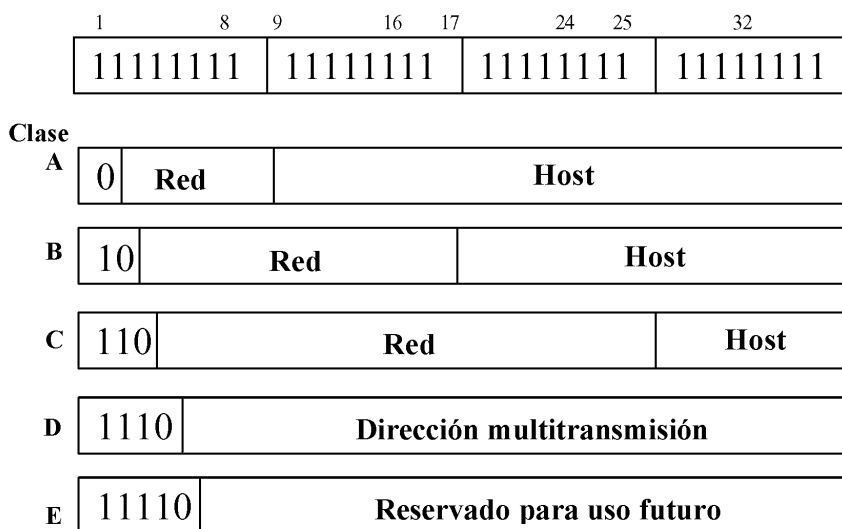 1 8 9 16 17 24 25 32
11111111 11111111 11111111 11111111
Clase
A 0 Red Host
B 10 Red Host
C 110 Red Host
D 1110 Dirección multitransmisión
E 11110 Reservado para uso futuro